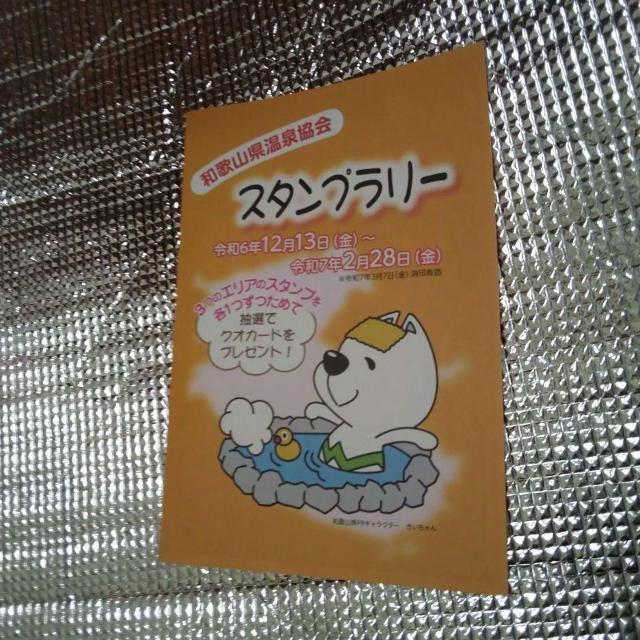 和歌山県温泉協会
スタンプラリー
令和6年12月13日(金)~
令和7年2月28日(金)
※令和7年3月7日(金)消印有効
3つのエリアのスタンプを
各1つずつためて
抽選で
クオカードを
プレゼント!
和歌山県PRキャラクター きいちゃん